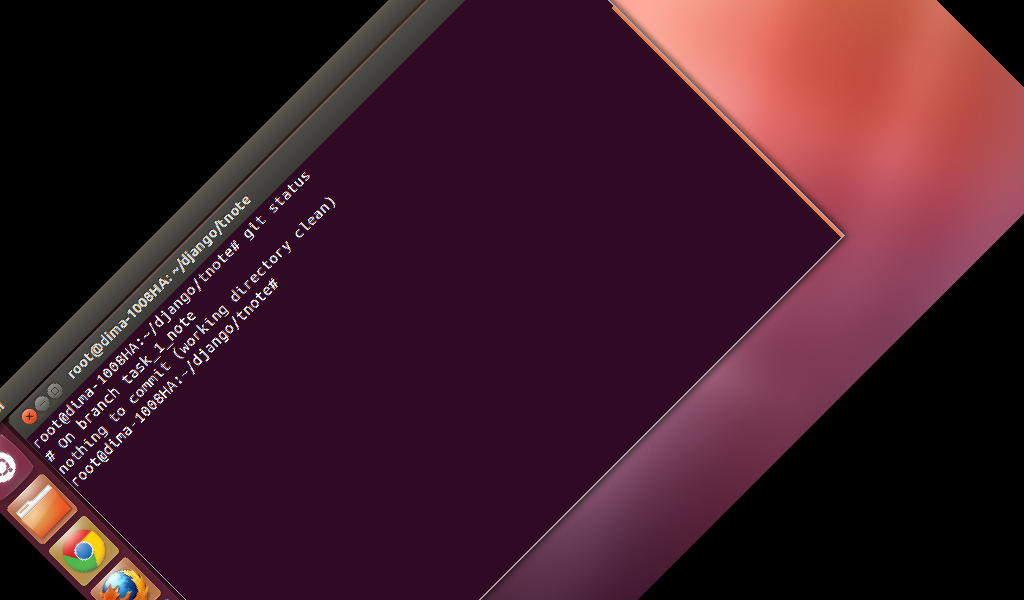 root@dima-1008HA: ~/django/tnote
root@dima-1008HA:~/django/tnote# git status
# On branch task_1_note
nothing to commit (working directory clean)
root@dima-1008HA:~/django/tnote#